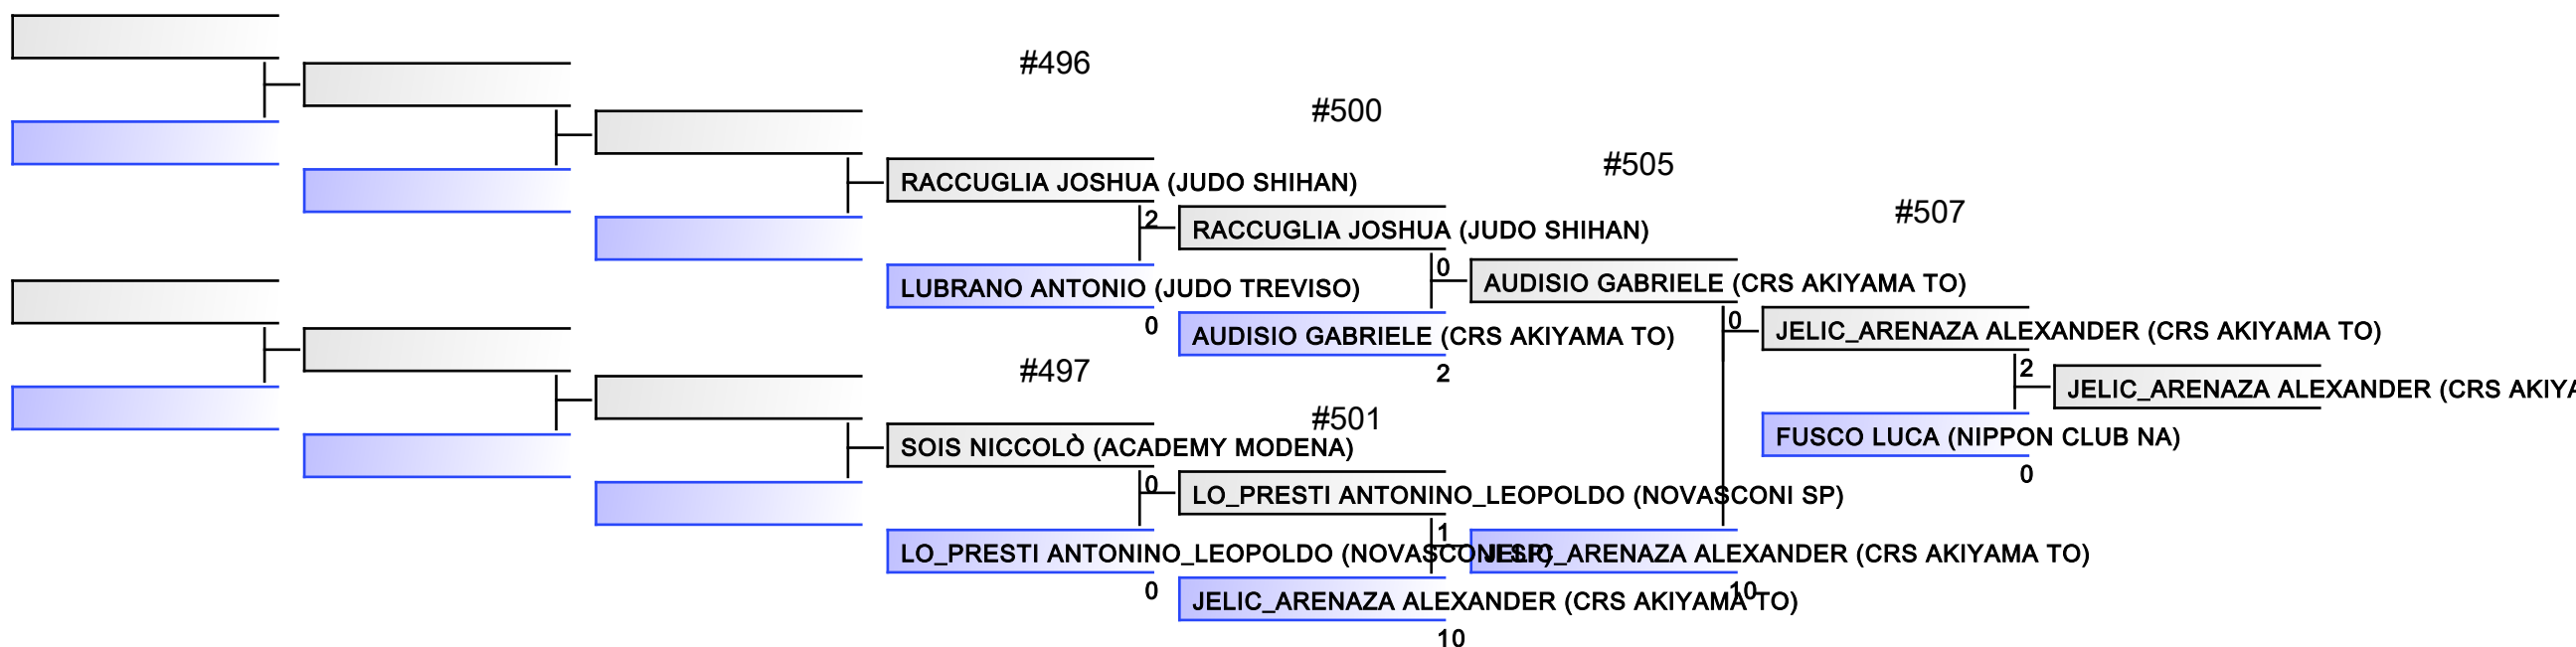 #496
#500
#505
RACCUGLIA JOSHUA (JUDO SHIHAN)
#507
2
RACCUGLIA JOSHUA (JUDO SHIHAN)
0
AUDISIO GABRIELE (CRS AKIYAMA TO)
LUBRANO ANTONIO (JUDO TREVISO)
0
AUDISIO GABRIELE (CRS AKIYAMA TO)
2
0
JELIC_ARENAZA ALEXANDER (CRS AKIYAMA TO)
2
JELIC_ARENAZA ALEXANDER (CRS AKIYA
#497
#501
SOIS NICCOLÒ (ACADEMY MODENA)
FUSCO LUCA (NIPPON CLUB NA)
0
0
LO_PRESTI ANTONINO_LEOPOLDO (NOVASCONI SP)
1
LO_PRESTI ANTONINO_LEOPOLDO (NOVASCONI SP)
0
JELIC_ARENAZA ALEXANDER (CRS AKIYAMA TO)
10
JELIC_ARENAZA ALEXANDER (CRS AKIYAMA TO)
10